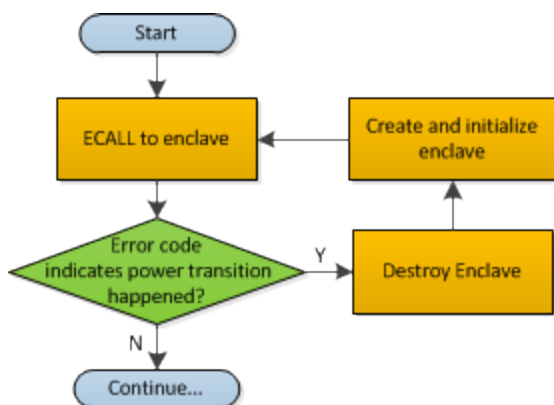 Start
ECALL to enclave
Create and initialize
enclave
Error code
indicates power transition
happened?
Y
Destroy Enclave
N
Continue...